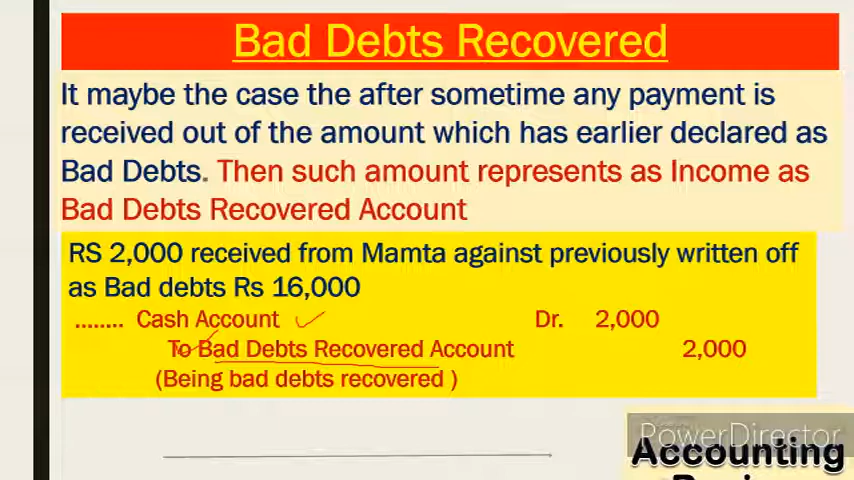 Bad Debts Recovered
It maybe the case the after sometime any payment is
received out of the amount which has earlier declared as
Bad Debts. Then such amount represents as Income as
Bad Debts Recovered Account
RS 2,000 received from Mamta against previously written off
as Bad debts Rs 16,000
........ Cash Account Dr. 2,000
To Bad Debts Recovered Account 2,000
(Being bad debts recovered )
PowerDirector
Accounting